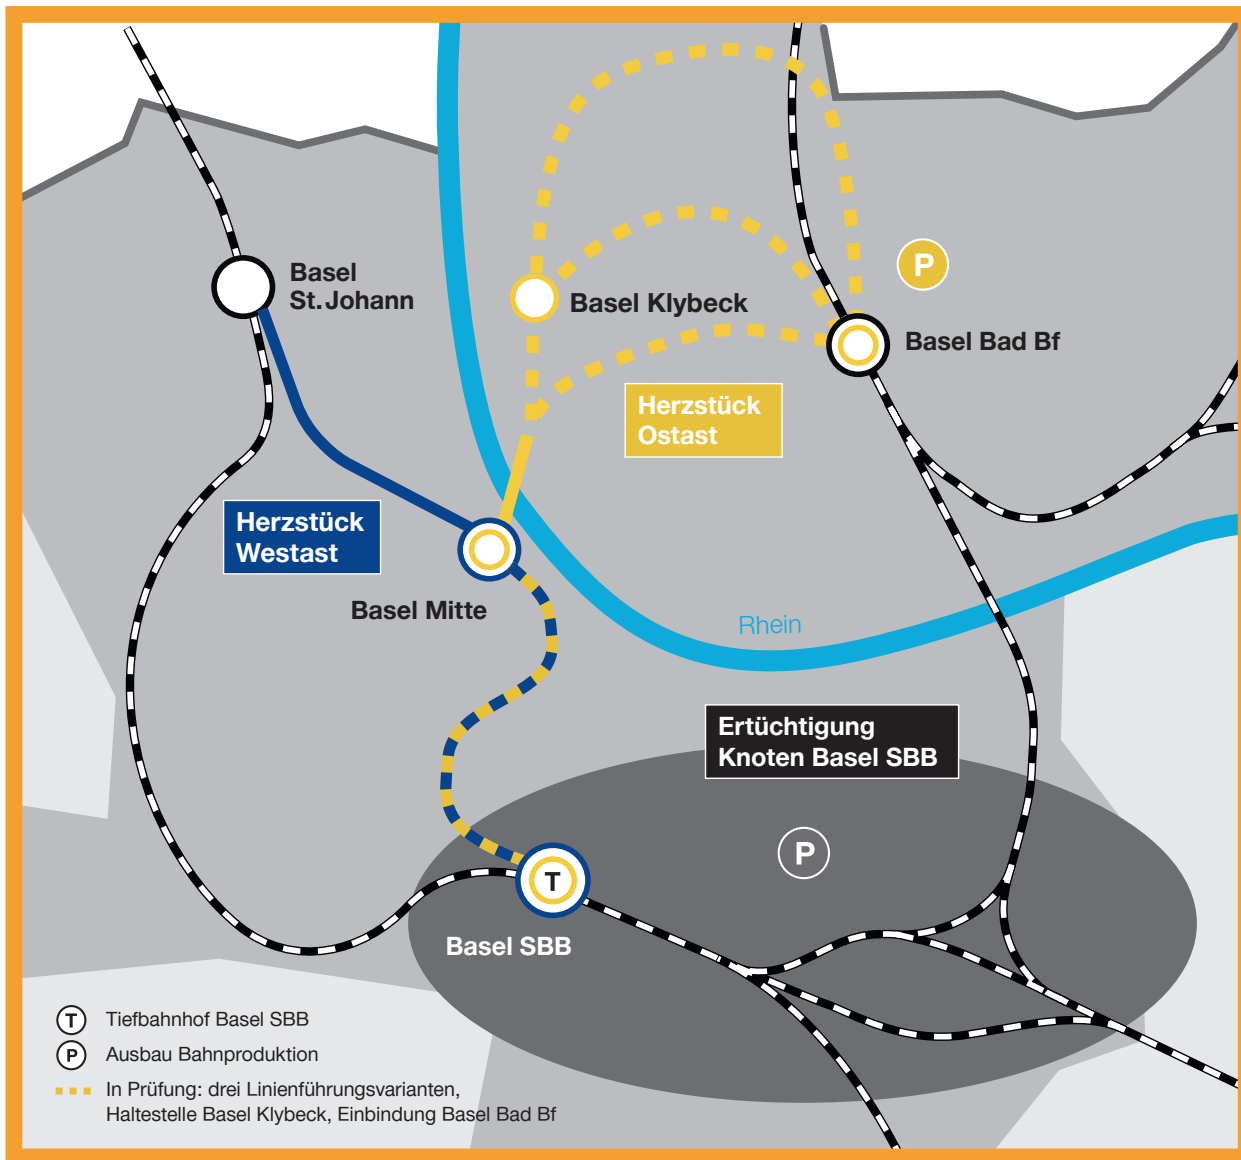 Basel
St. Johann
Basel Klybeck
P
Basel Bad Bf
Herzstück
Ostast
Herzstück
Westast
Basel Mitte
Rhein
Ertüchtigung
Knoten Basel SBB
P
T
Basel SBB
T Tiefbahnhof Basel SBB
P Ausbau Bahnproduktion
In Prüfung: drei Linienführungsvarianten,
Haltestelle Basel Klybeck, Einbindung Basel Bad Bf